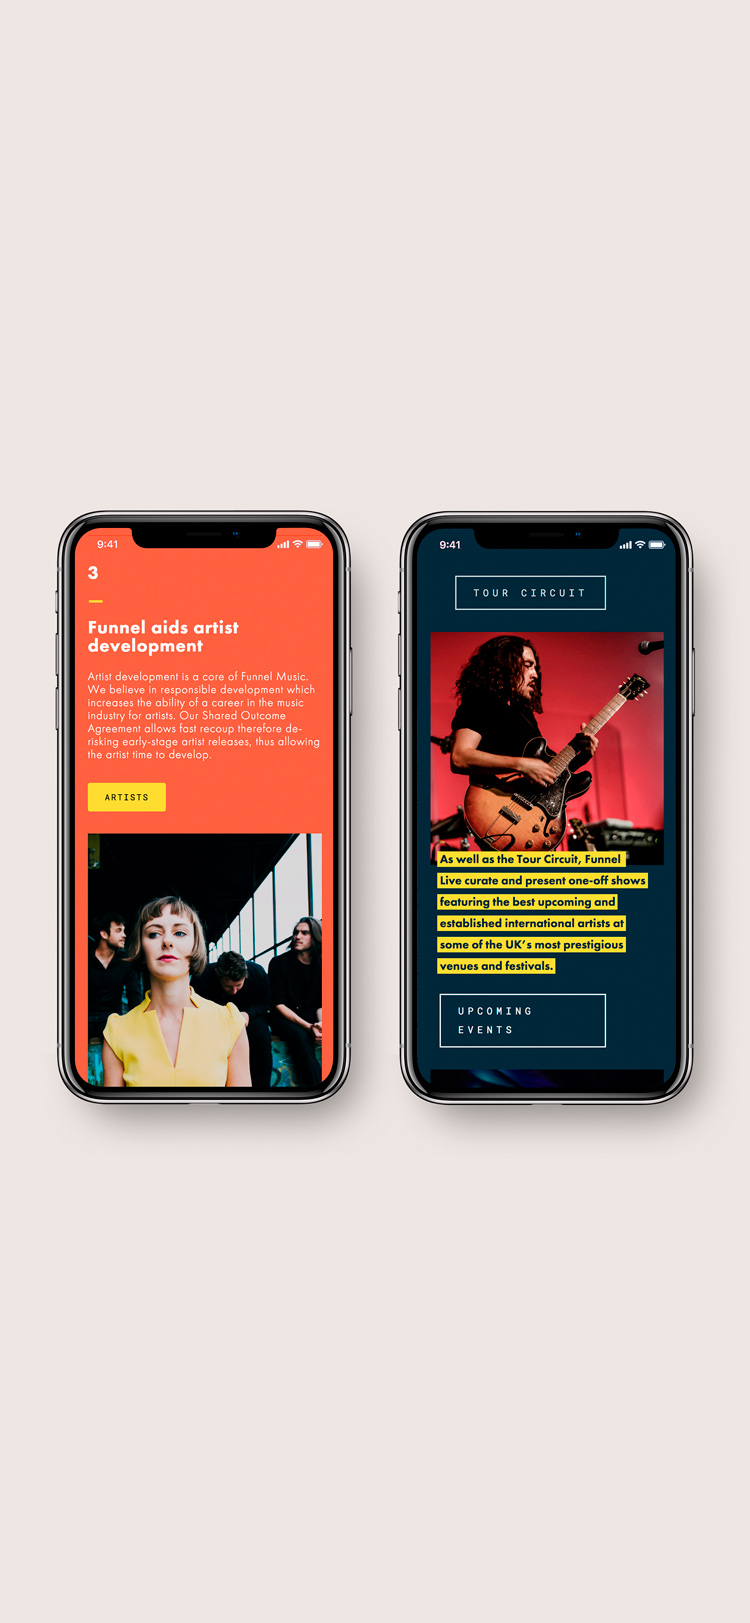 9:41
3
Funnel aids artist
development
Artist development is a core of Funnel Music.
We believe in responsible development which
increases the ability of a career in the music
industry for artists. Our Shared Outcome
Agreement allows fast recoup therefore de-
risking early-stage artist releases, thus allowing
the artist time to develop.
ARTISTS
9:41
TOUR CIRCUIT
As well as the Tour Circuit, Funnel
Live curate and present one-off shows
featuring the best upcoming and
established international artists at
some of the UK’s most prestigious
venues and festivals.
UPCOMING
EVENTS